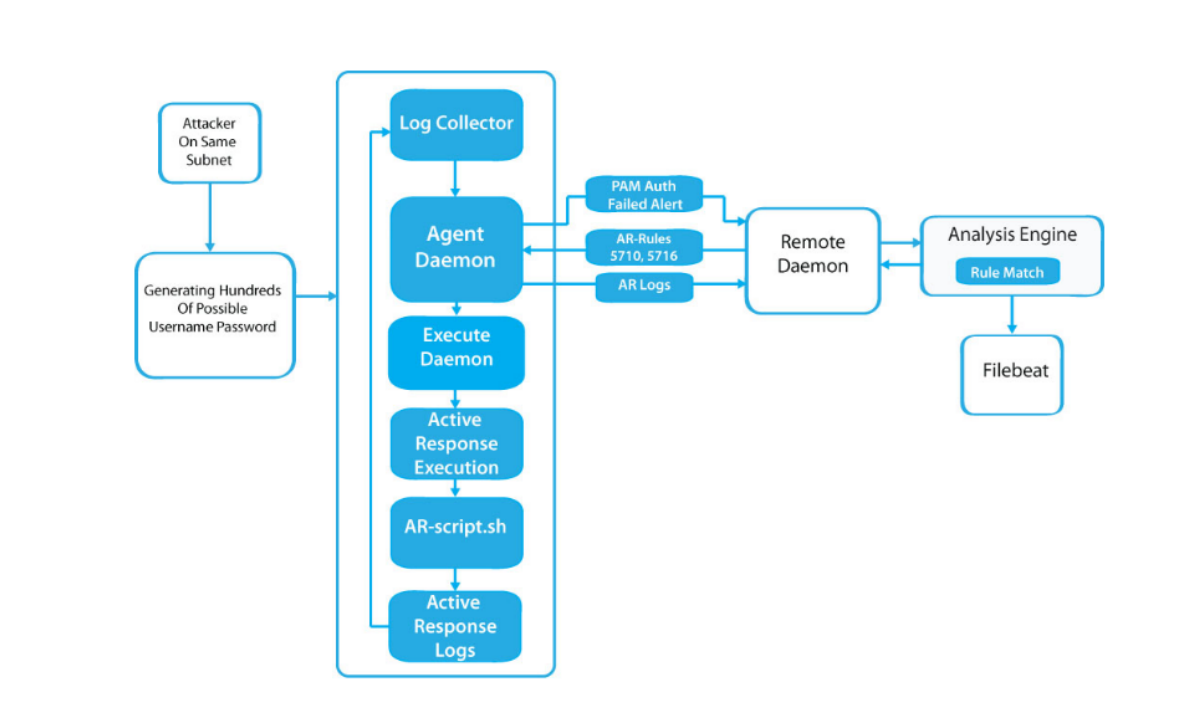 Attacker
On Same
Subnet
Generating Hundreds
Of Possible
Username Password
Log Collector
Agent
Daemon
Execute
Daemon
Active
Response
Execution
AR-script.sh
Active
Response
Logs
PAM Auth
Failed Alert
AR-Rules
5710, 5716
AR Logs
Remote
Daemon
Analysis Engine
Rule Match
Filebeat